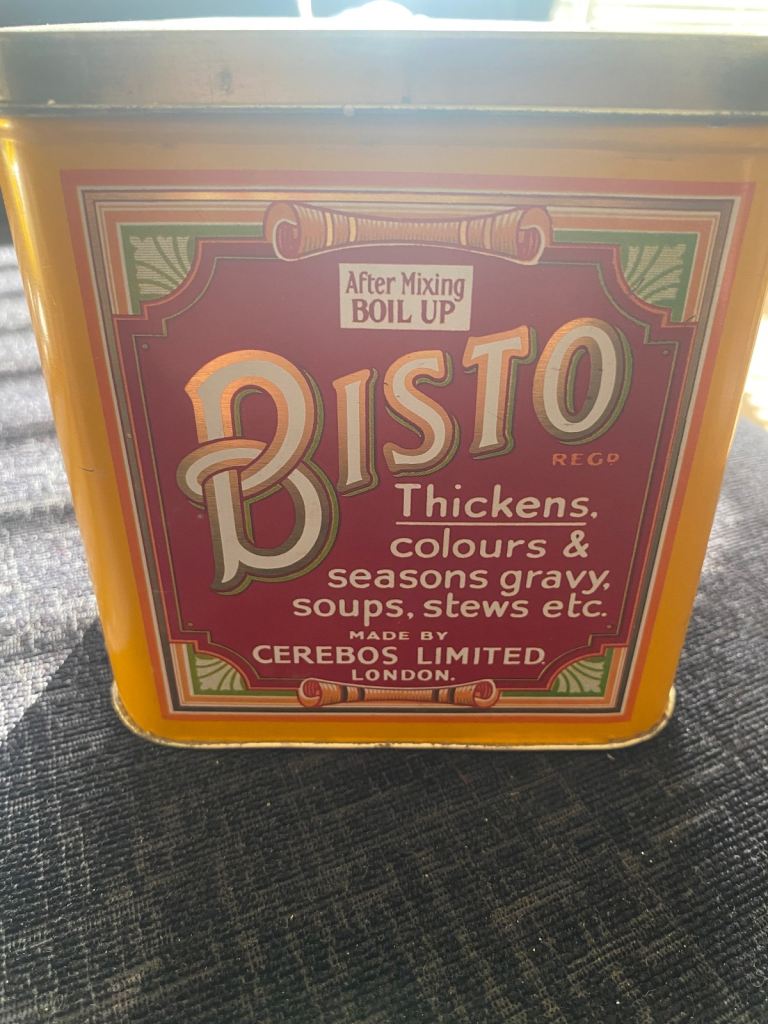 After Mixing
BOIL UP
BISTO
REGD
Thickens,
colours &
seasons gravy,
soups, stews etc.
MADE BY
CEREBOS LIMITED.
LONDON.